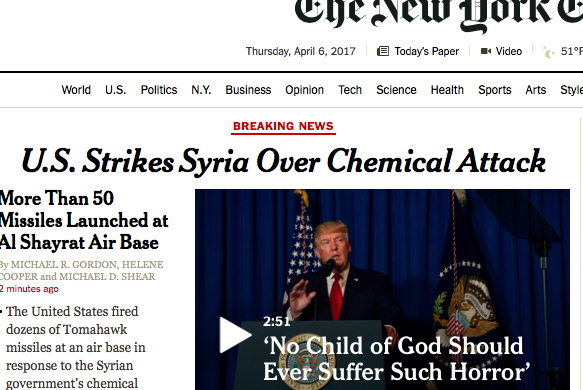 The New York
Thursday, April 6, 2017 Today's Paper Video 51°F
World U.S. Politics N.Y. Business Opinion Tech Science Health Sports Arts Style
BREAKING NEWS
U.S. Strikes Syria Over Chemical Attack
More Than 50
Missiles Launched at
Al Shayrat Air Base
By MICHAEL R. GORDON, HELENE
COOPER and MICHAEL D. SHEAR
2 minutes ago
• The United States fired
dozens of Tomahawk
missiles at an air base in
response to the Syrian
government's chemical
2:51
'No Child of God Should
Ever Suffer Such Horror'